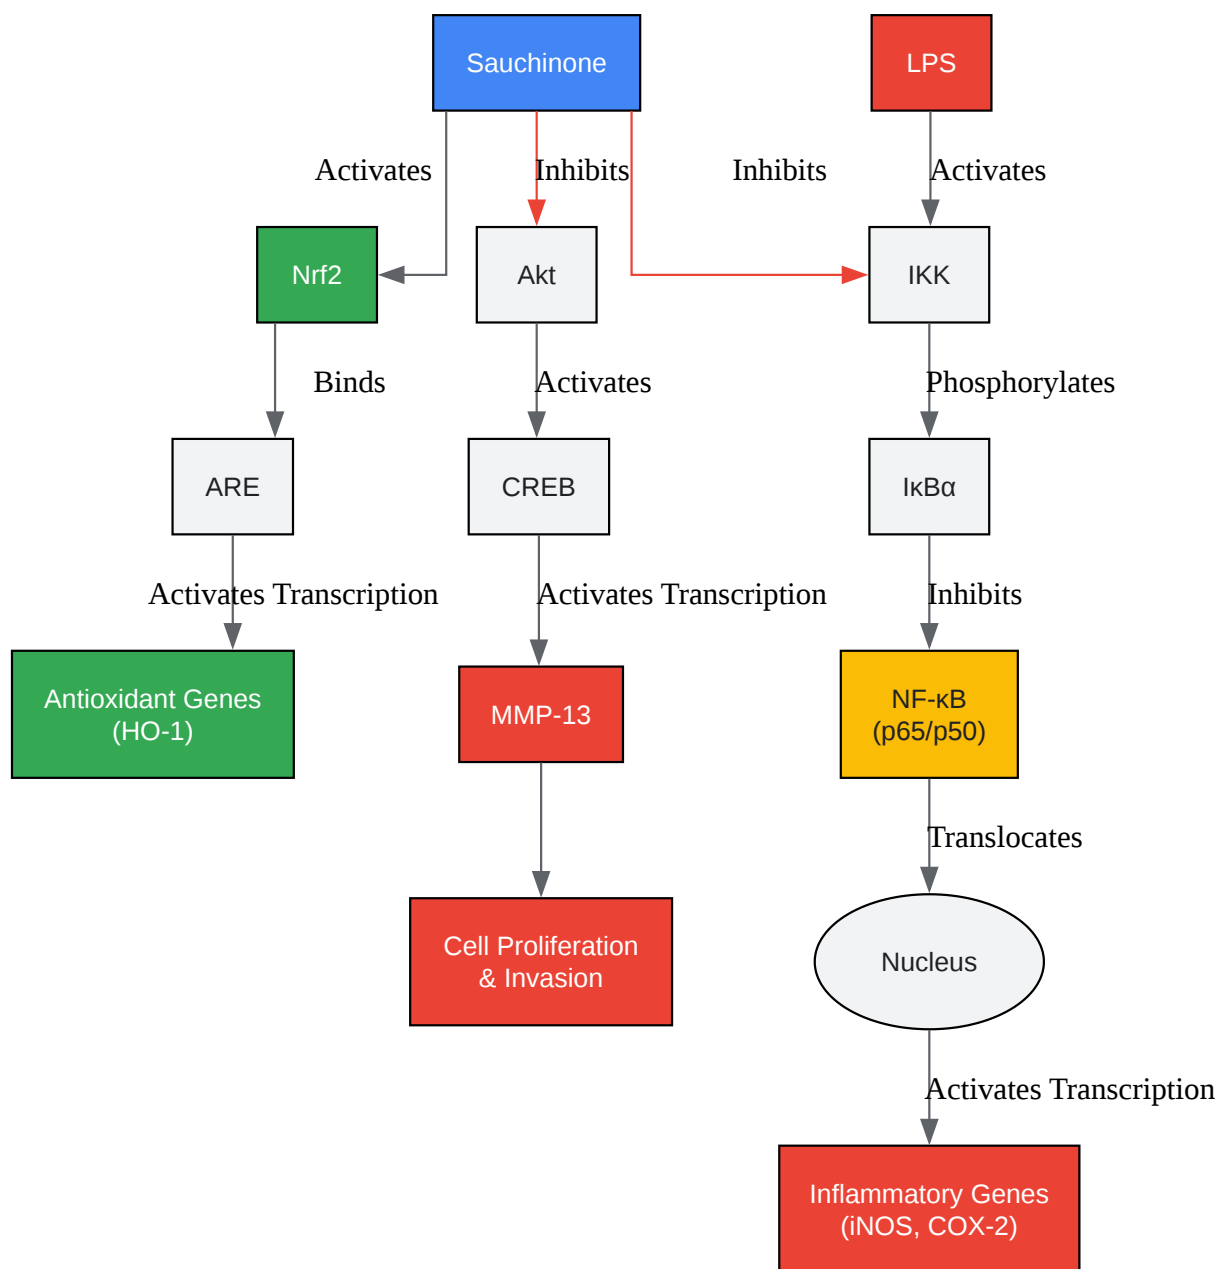 Sauchinone
LPS
Activates
Inhibits
Inhibits
Activates
Nrf2
Akt
IKK
Binds
Activates
Phosphorylates
ARE
CREB
IκBα
Activates Transcription
Activates Transcription
Inhibits
Antioxidant Genes
(HO-1)
MMP-13
NF-κB
(p65/p50)
Translocates
Cell Proliferation
& Invasion
Nucleus
Activates Transcription
Inflammatory Genes
(iNOS, COX-2)